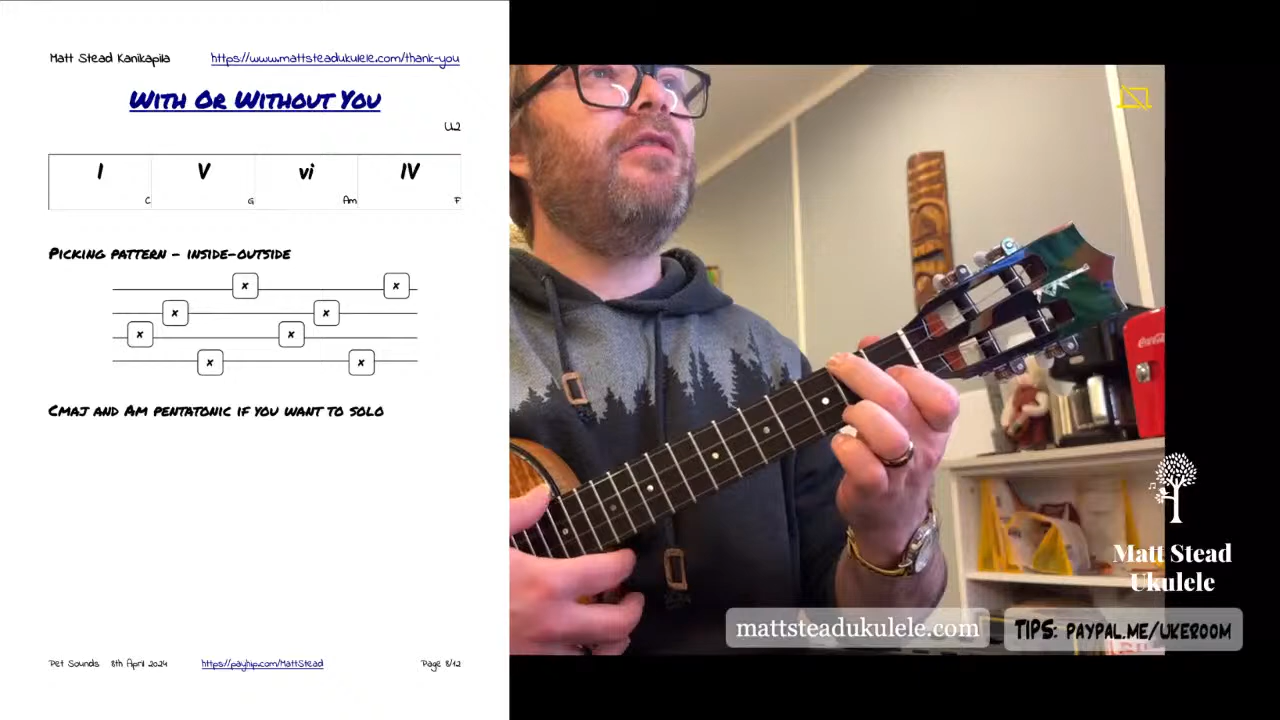 Matt Stead Kanikapila https://www.mattsteadukulele.com/thank-you
With Or Without You
U2
I V vi IV
C G Am F
Picking pattern - inside-outside
x x
x x
x x
x x
Cmaj and Am pentatonic if you want to solo
Pet Sounds 8th April 2024 https://payhip.com/MattStead Page 8/12
Coca
Matt Stead
Ukulele
mattsteadukulele.com
TIPS: PAYPAL.ME/UKEROOM